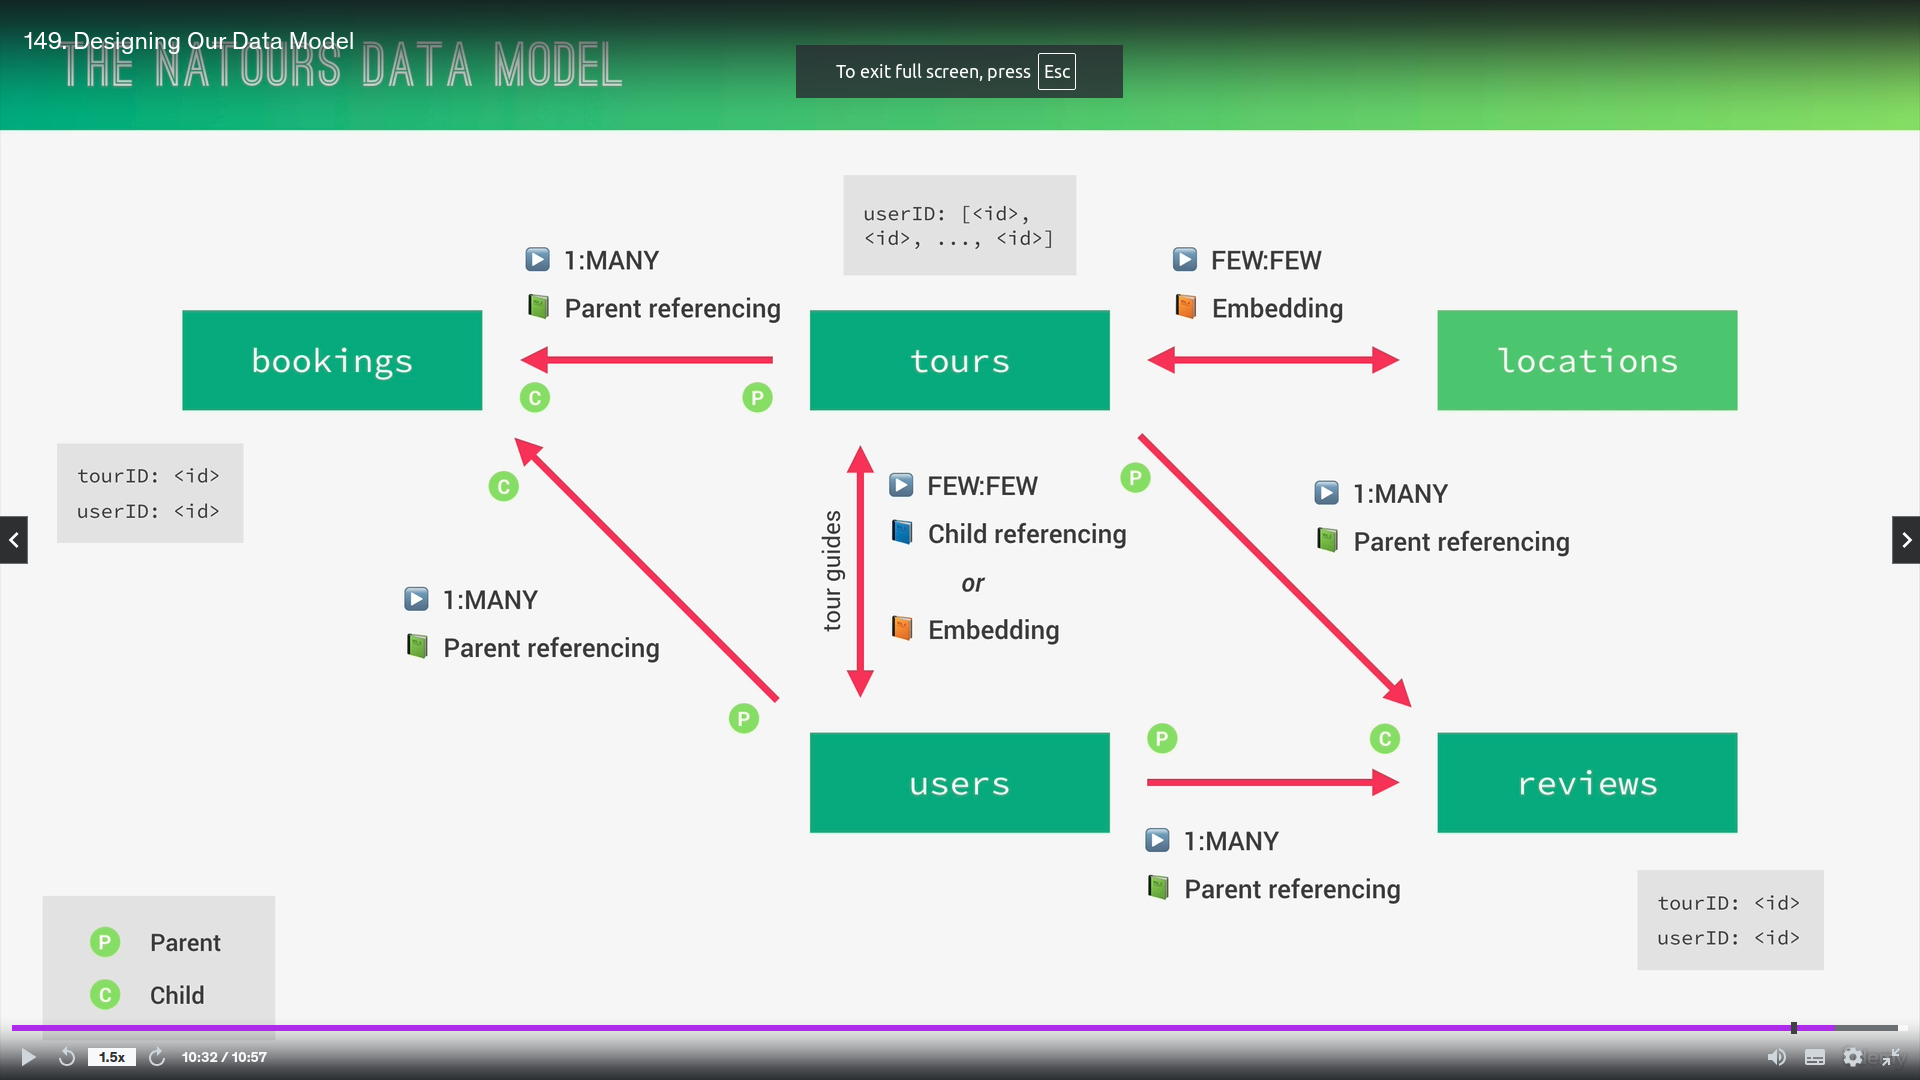 149. Designing Our Data Model
THE NATOURS DATA MODEL
To exit full screen, press Esc
userID: [<id>,
<id>, ..., <id>]
1:MANY
Parent referencing
FEW:FEW
Embedding
bookings
tours
locations
C
P
tourID: <id>
userID: <id>
C
1:MANY
Parent referencing
P
tour guides
FEW:FEW
Child referencing
or
Embedding
P
1:MANY
Parent referencing
users
P
C
reviews
1:MANY
Parent referencing
tourID: <id>
userID: <id>
P Parent
C Child
1.5x
10:32 / 10:57